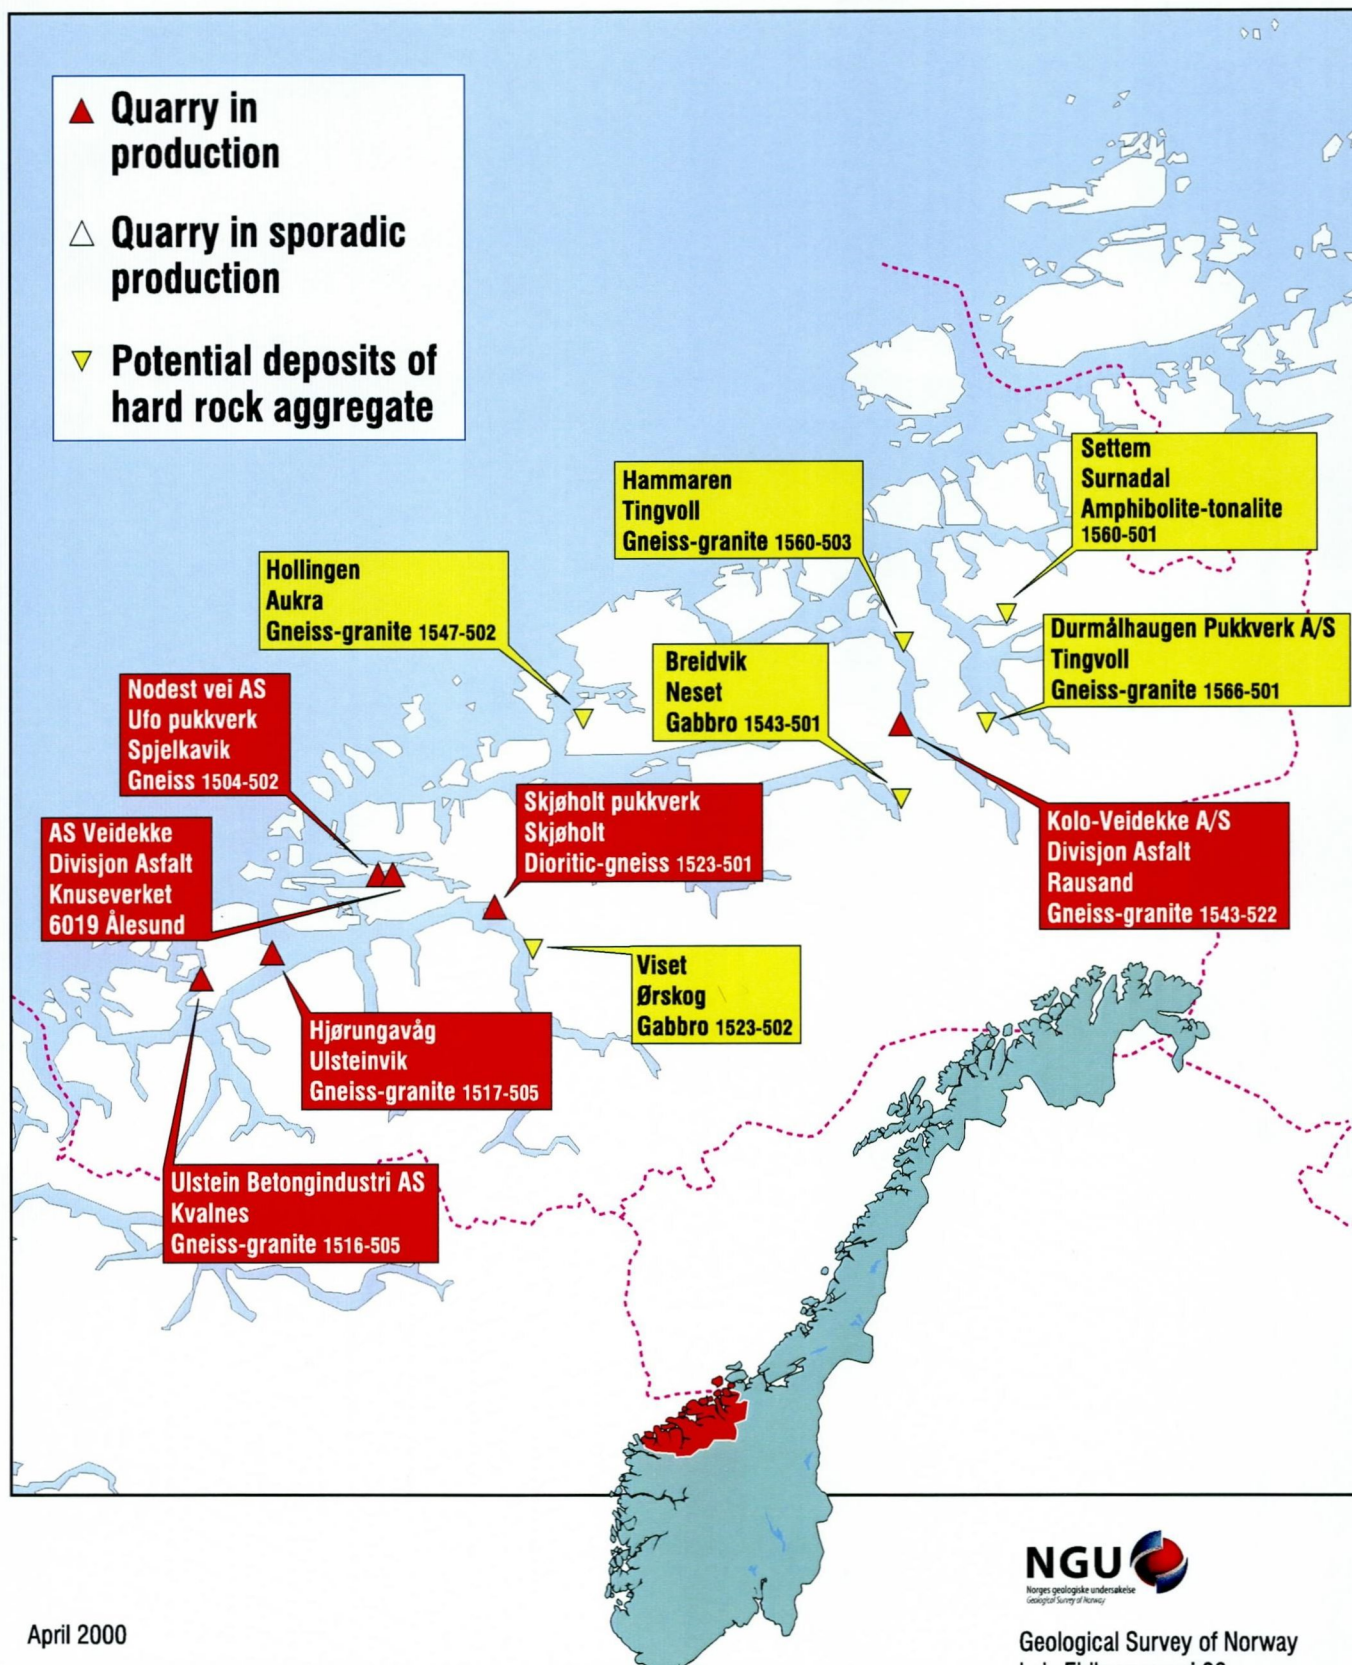 Quarry in
production
Quarry in sporadic
production
Potential deposits of
hard rock aggregate
Settem
Surnadal
Amphibolite-tonalite
1560-501
Hammaren
Tingvoll
Gneiss-granite 1560-503
Hollingen
Aukra
Gneiss-granite 1547-502
Durmålhaugen Pukkverk A/S
Tingvoll
Gneiss-granite 1566-501
Breidvik
Neset
Gabbro 1543-501
Nodest vei AS
Ufo pukkverk
Spjelkavik
Gneiss 1504-502
Skjøholt pukkverk
Skjøholt
Dioritic-gneiss 1523-501
Kolo-Veidekke A/S
Divisjon Asfalt
Rausand
Gneiss-granite 1543-522
AS Veidekke
Divisjon Asfalt
Knuseverket
6019 Ålesund
Viset
Ørskog
Gabbro 1523-502
Hjørungavåg
Ulsteinvik
Gneiss-granite 1517-505
Ulstein Betongindustri AS
Kvalnes
Gneiss-granite 1516-505
NGU
Norges geologiske undersøkelse
Geological Survey of Norway
April 2000
Geological Survey of Norway